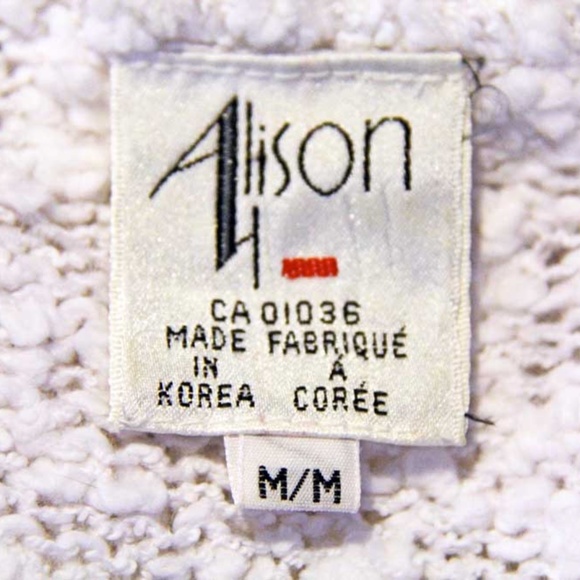 Alison
H
CA 01036
MADE FABRIQUÉ
IN À
KOREA CORÉE
M/M